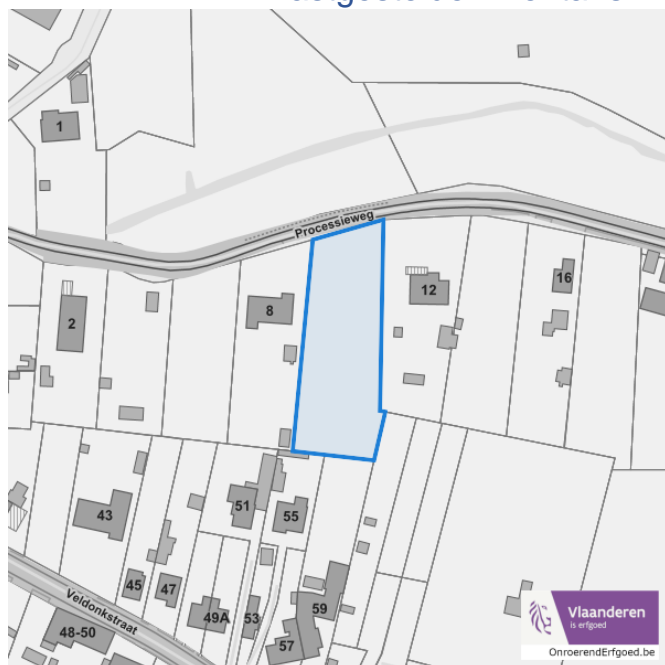 1
Processieweg
16
12
8
2
51
55
43
45
47
49A
53
59
57
Veldonkstraat
48-50
Vlaanderen
is erfgoed
OnroerendErfgoed.be